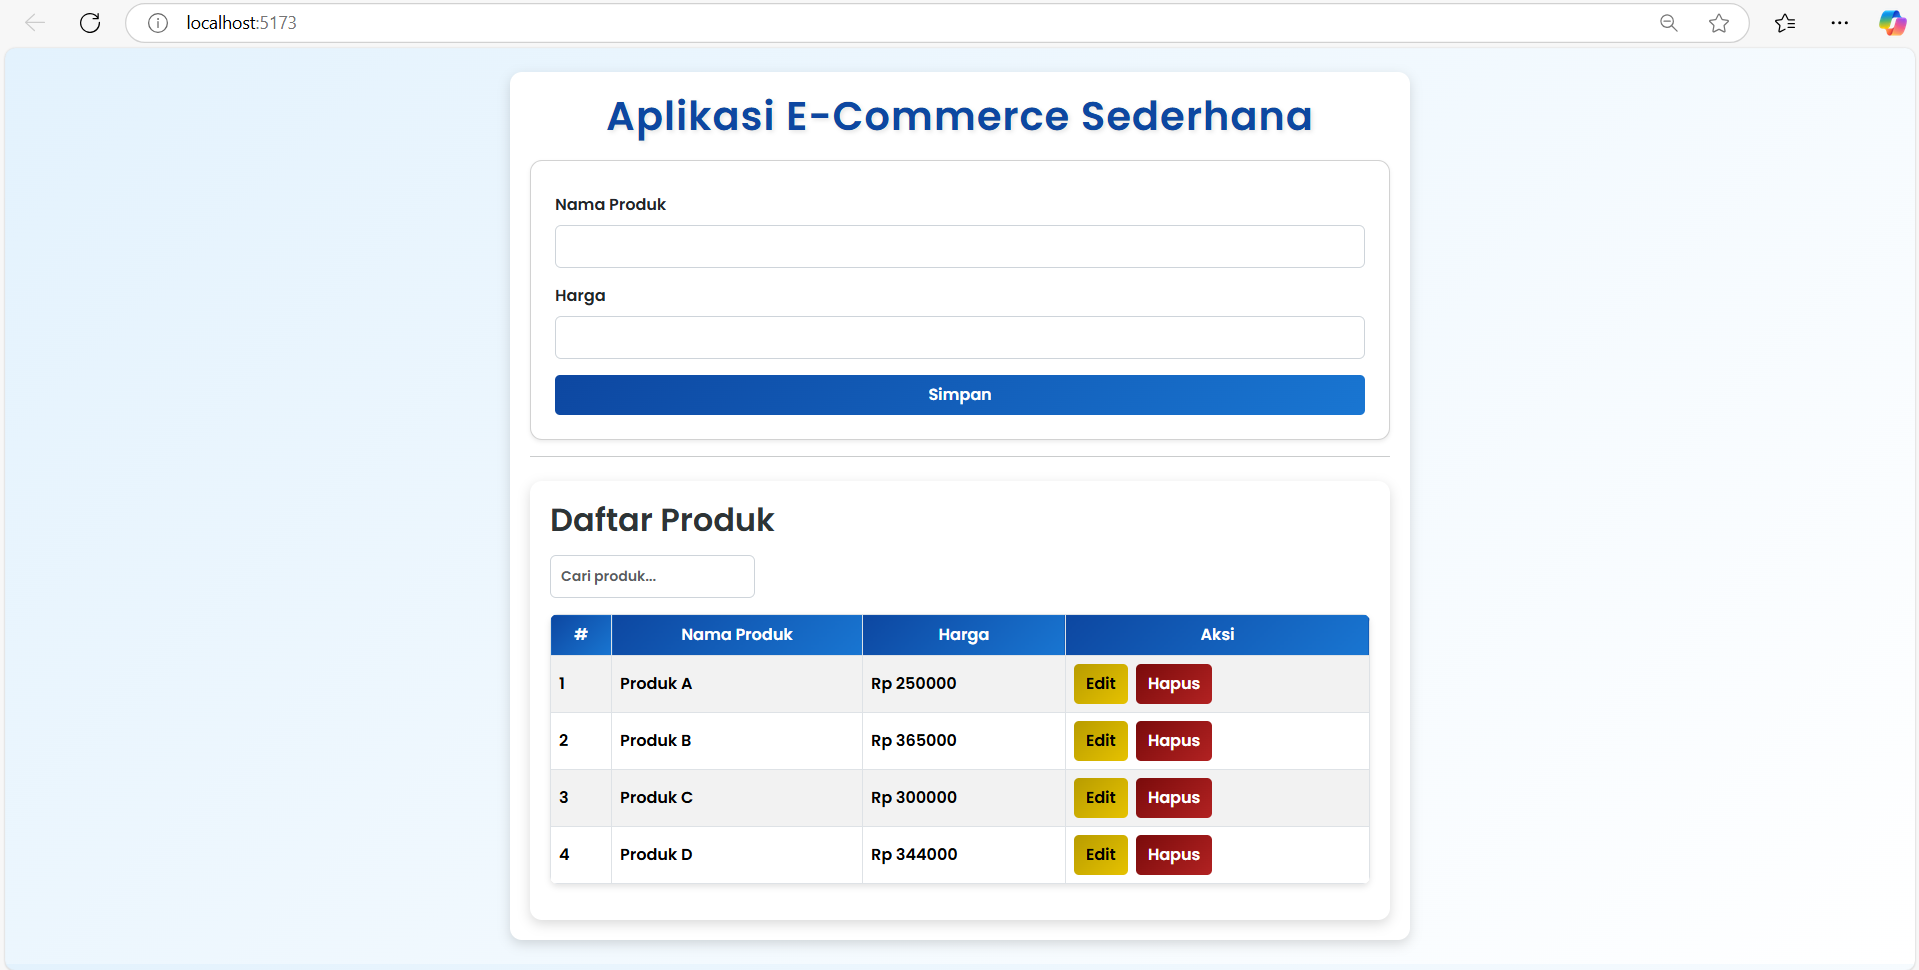 localhost:5173
Aplikasi E-Commerce Sederhana
Nama Produk
Harga
Simpan
Daftar Produk
Cari produk...
# Nama Produk Harga Aksi
1 Produk A Rp 250000 Edit Hapus
2 Produk B Rp 365000 Edit Hapus
3 Produk C Rp 300000 Edit Hapus
4 Produk D Rp 344000 Edit Hapus